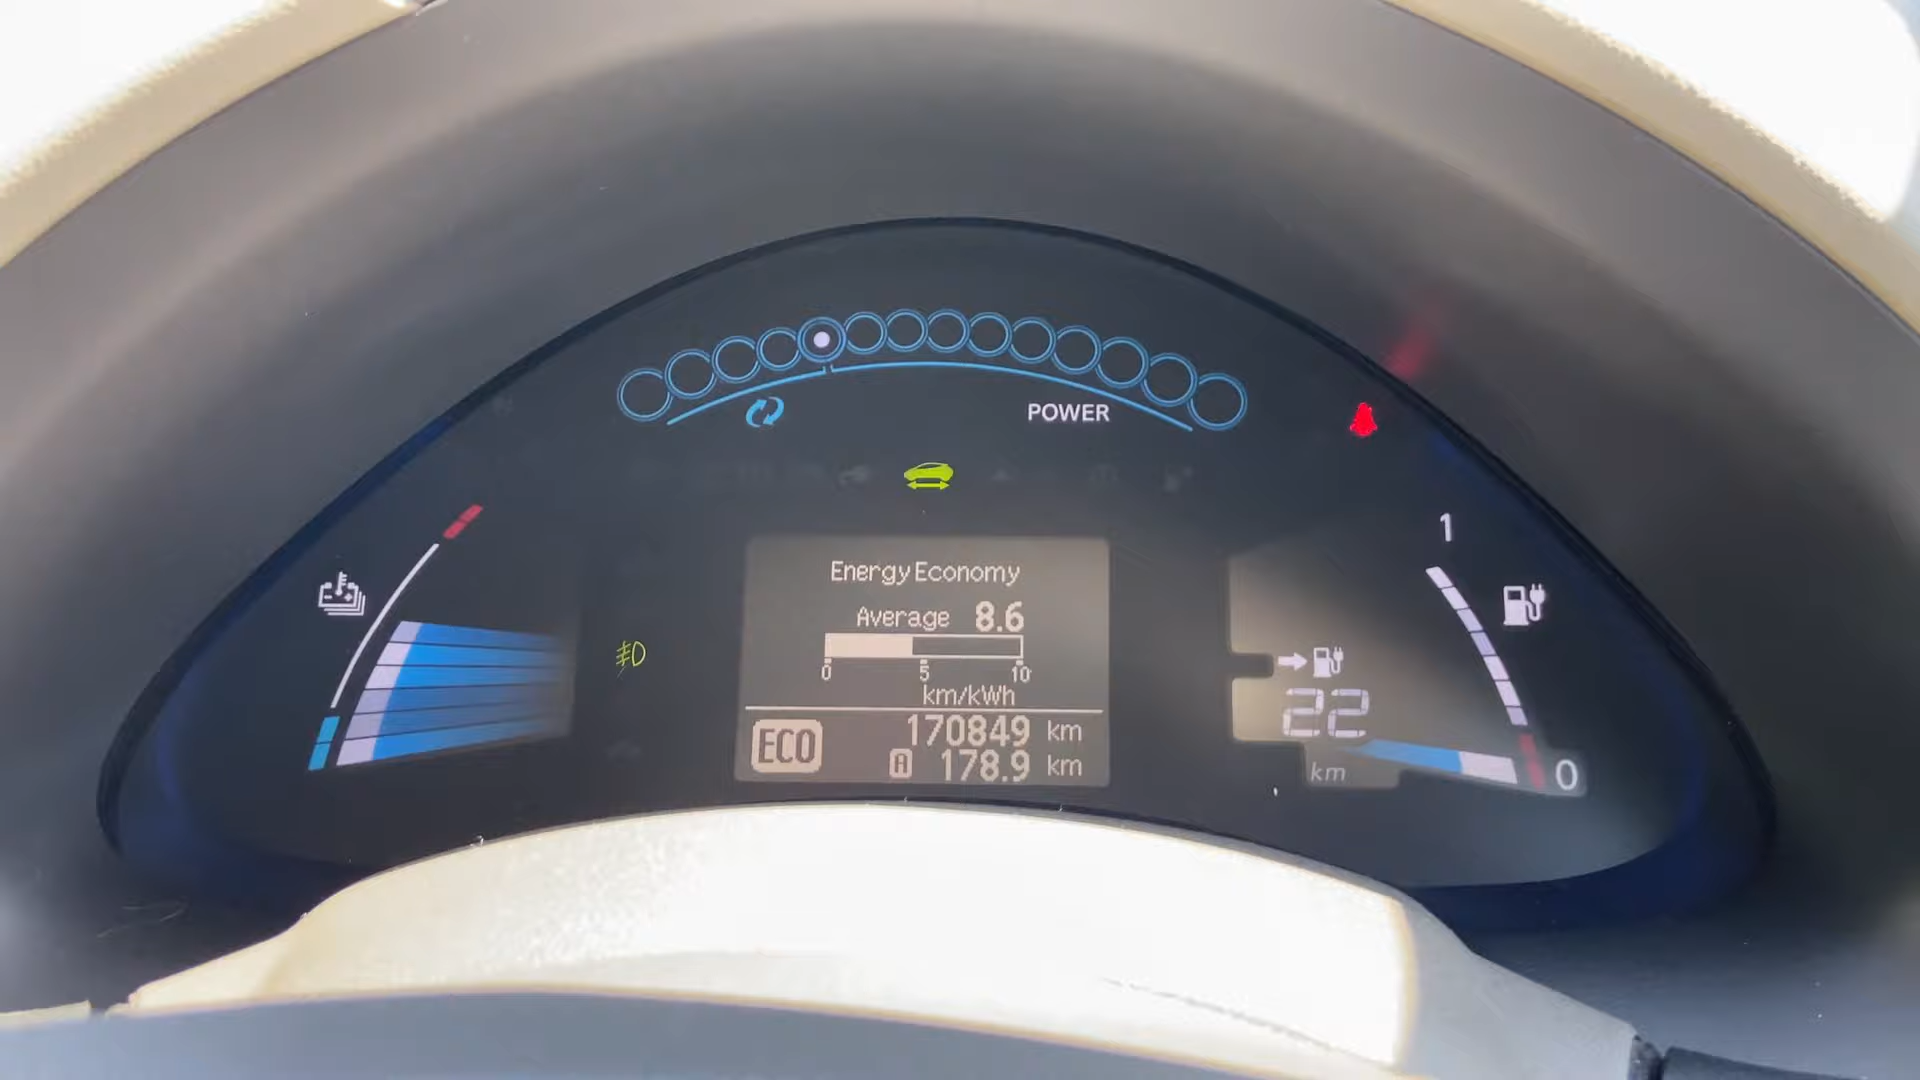 POWER
Energy Economy
Average 8.6
0 5 10
km/kWh
ECO
170849 km
A 178.9 km
1
22
km
0